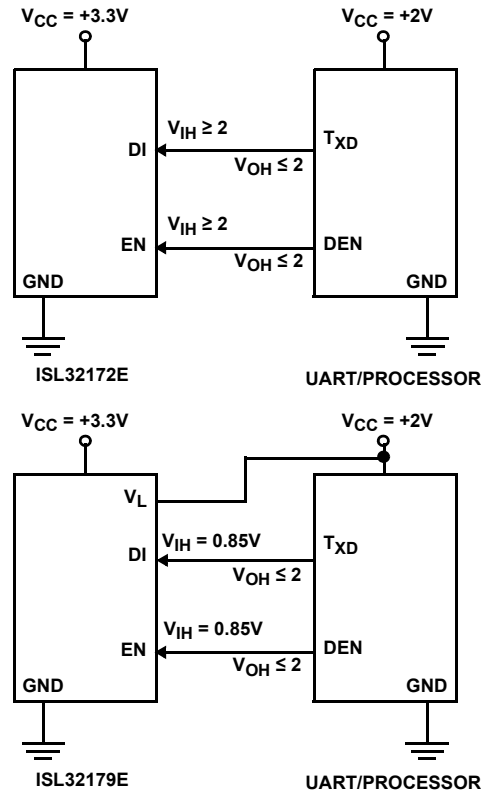 VCC = +3.3V VCC = +2V
VIH ≥ 2
DI TXD
VOH ≤ 2
VIH ≥ 2
EN DEN
VOH ≤ 2
GND GND
ISL32172E UART/PROCESSOR
VCC = +3.3V VCC = +2V
VL
VIH = 0.85V
DI TXD
VOH ≤ 2
VIH = 0.85V
EN DEN
VOH ≤ 2
GND GND
ISL32179E UART/PROCESSOR